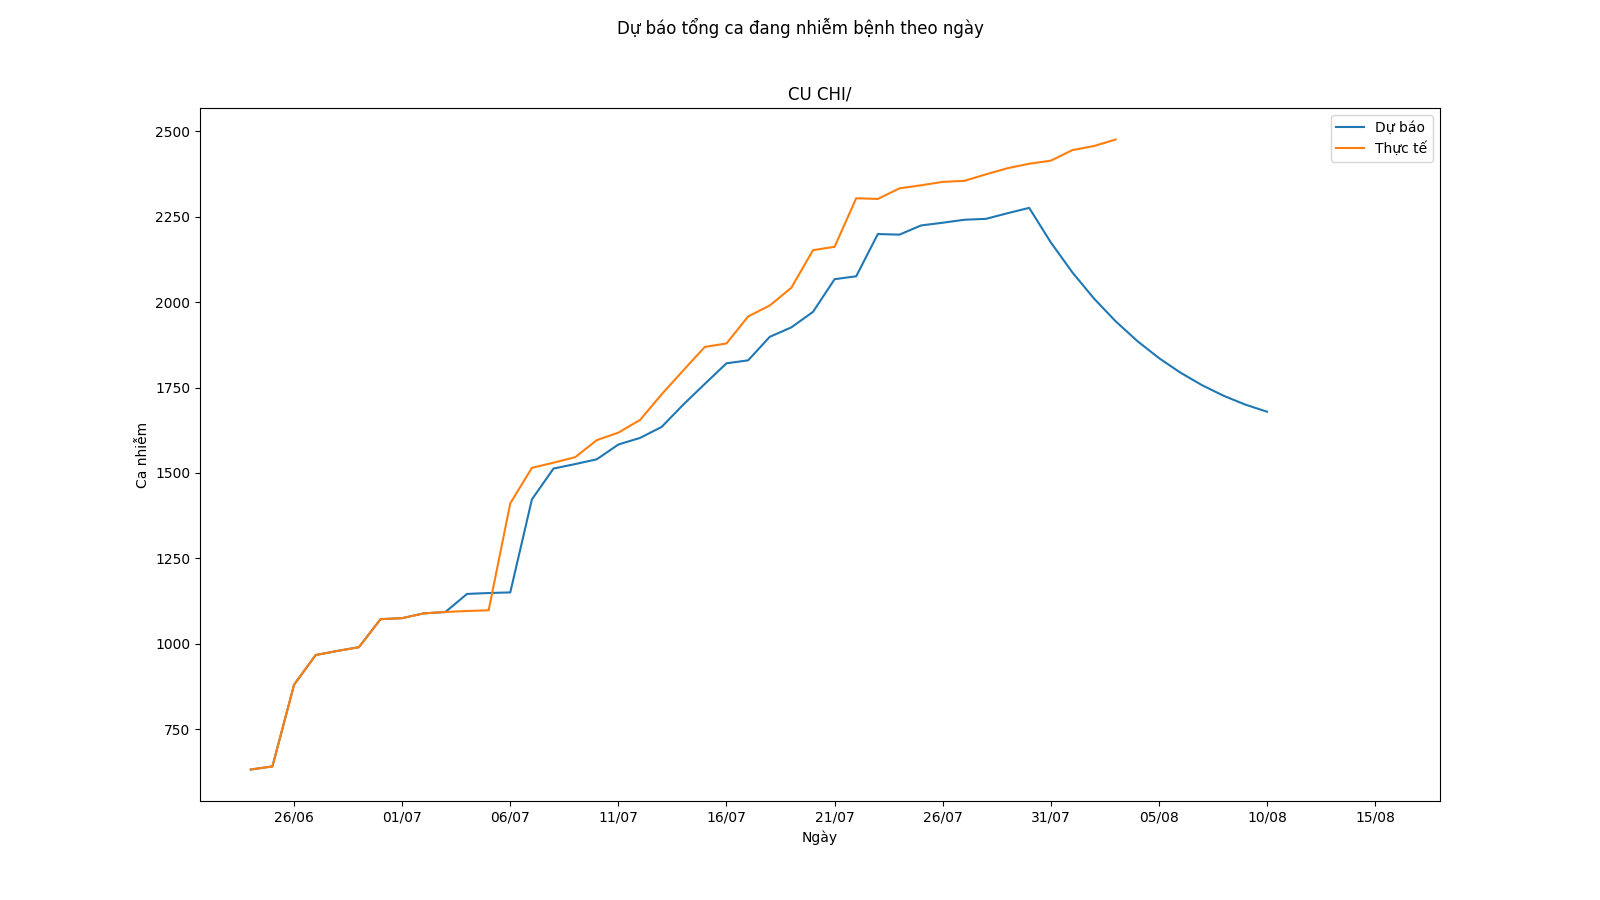 Dự báo tổng ca đang nhiễm bệnh theo ngày
CU CHI/
Dự báo
Thực tế
2500
2250
2000
1750
1500
1250
1000
750
Ca nhiễm
26/06 01/07 06/07 11/07 16/07 21/07 26/07 31/07 05/08 10/08 15/08
Ngày